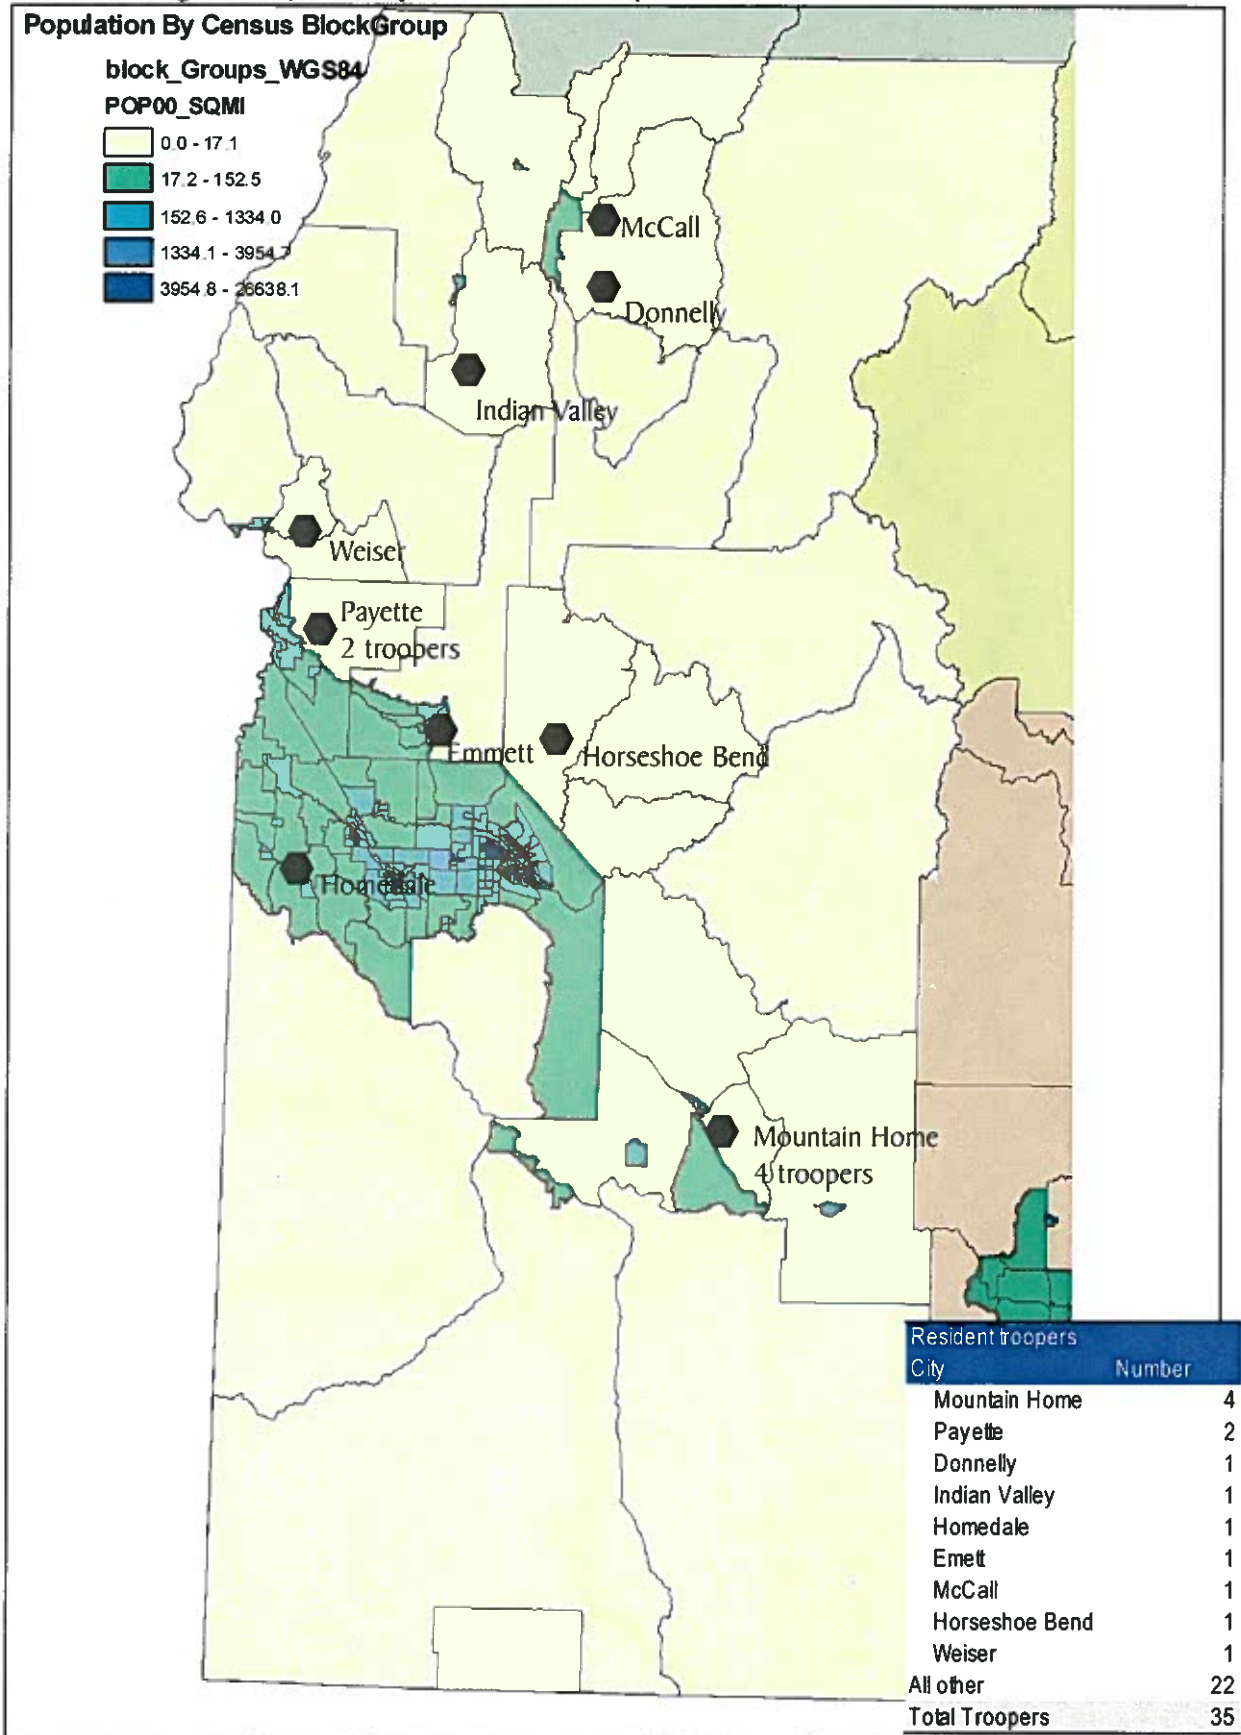 Population By Census BlockGroup
block_Groups_WGS84
POP00_SQMI
0.0 - 17.1
17.2 - 152.5
152.6 - 1334.0
1334.1 - 3954.7
3954.8 - 26638.1
McCall
Donnelly
Indian Valley
Weiser
Payette
2 troopers
Emmett
Horseshoe Bend
Homedale
Mountain Home
4 troopers
Resident troopers
City Number
Mountain Home 4
Payette 2
Donnelly 1
Indian Valley 1
Homedale 1
Emett 1
McCall 1
Horseshoe Bend 1
Weiser 1
All other 22
Total Troopers 35